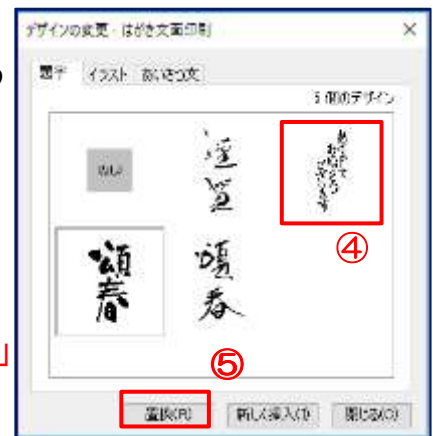 デザインの変更 - はがき文面印刷
題字 イラスト あいさつ文
5 個のデザイン
なし
迎春
④
頌春
頌春
⑤
置換(R) 新しく挿入(I) 閉じる(C)
」